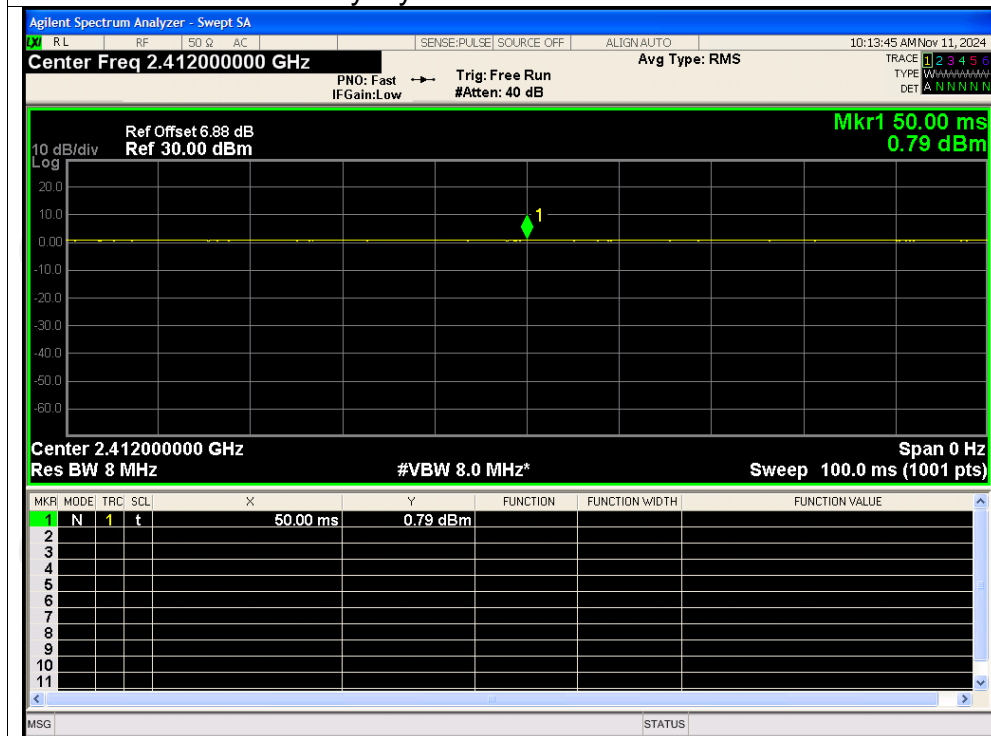 Agilent Spectrum Analyzer - Swept SA
LXI RL RF 50 Ω AC SENSE:PULSE SOURCE OFF ALIGN AUTO 10:13:45 AM Nov 11, 2024
Center Freq 2.412000000 GHz
Avg Type: RMS
TRACE 1 2 3 4 5 6
PNO: Fast
Trig: Free Run
IFGain:Low
#Atten: 40 dB
DET A N N N N N
Mkr1 50.00 ms
0.79 dBm
Ref Offset 6.88 dB
10 dB/div Ref 30.00 dBm
Log
20.0
10.0
1
0.00
-10.0
-20.0
-30.0
-40.0
-50.0
-60.0
Center 2.412000000 GHz Span 0 Hz
Res BW 8 MHz #VBW 8.0 MHz* Sweep 100.0 ms (1001 pts)
MKR MODE TRC SCL X Y FUNCTION FUNCTION WIDTH FUNCTION VALUE
1 N 1 t 50.00 ms 0.79 dBm
2
3
4
5
6
7
8
9
10
11
MSG STATUS